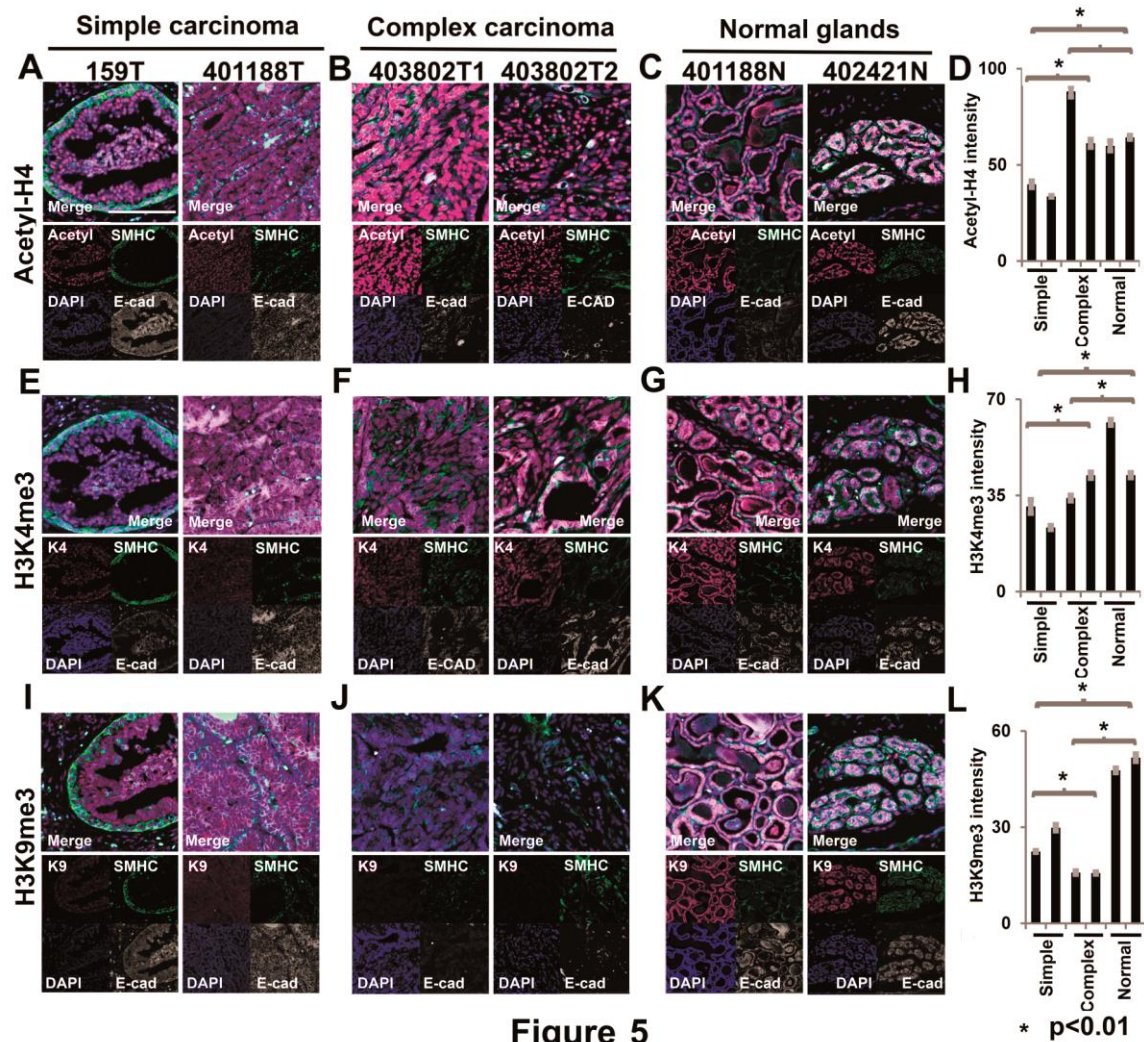 Simple carcinoma Complex carcinoma Normal glands
A 159T 401188T B 403802T1 403802T2 C 401188N 402421N D
Acetyl-H4
Merge Merge Merge Merge Merge Merge
Acetyl SMHC Acetyl SMHC Acetyl SMHC Acetyl SMHC Acetyl SMHC Acetyl SMHC
DAPI E-cad DAPI E-cad DAPI E-cad DAPI E-CAD DAPI E-cad DAPI E-cad
Acetyl-H4 intensity
* * *
100
50
0
Simple Complex Normal
E F G H
H3K4me3
Merge Merge Merge Merge Merge Merge
K4 SMHC K4 SMHC K4 SMHC K4 SMHC K4 SMHC K4 SMHC
DAPI E-cad DAPI E-cad DAPI E-CAD DAPI E-cad DAPI E-cad DAPI E-cad
H3K4me3 intensity
* * *
70
35
0
Simple Complex Normal
I J K L
H3K9me3
Merge Merge Merge Merge Merge Merge
K9 SMHC K9 SMHC K9 SMHC K9 SMHC K9 SMHC K9 SMHC
DAPI E-cad DAPI E-cad DAPI E-cad DAPI E-cad DAPI E-cad DAPI E-cad
H3K9me3 intensity
* * *
60
30
0
Simple Complex Normal
* p<0.01
Figure 5